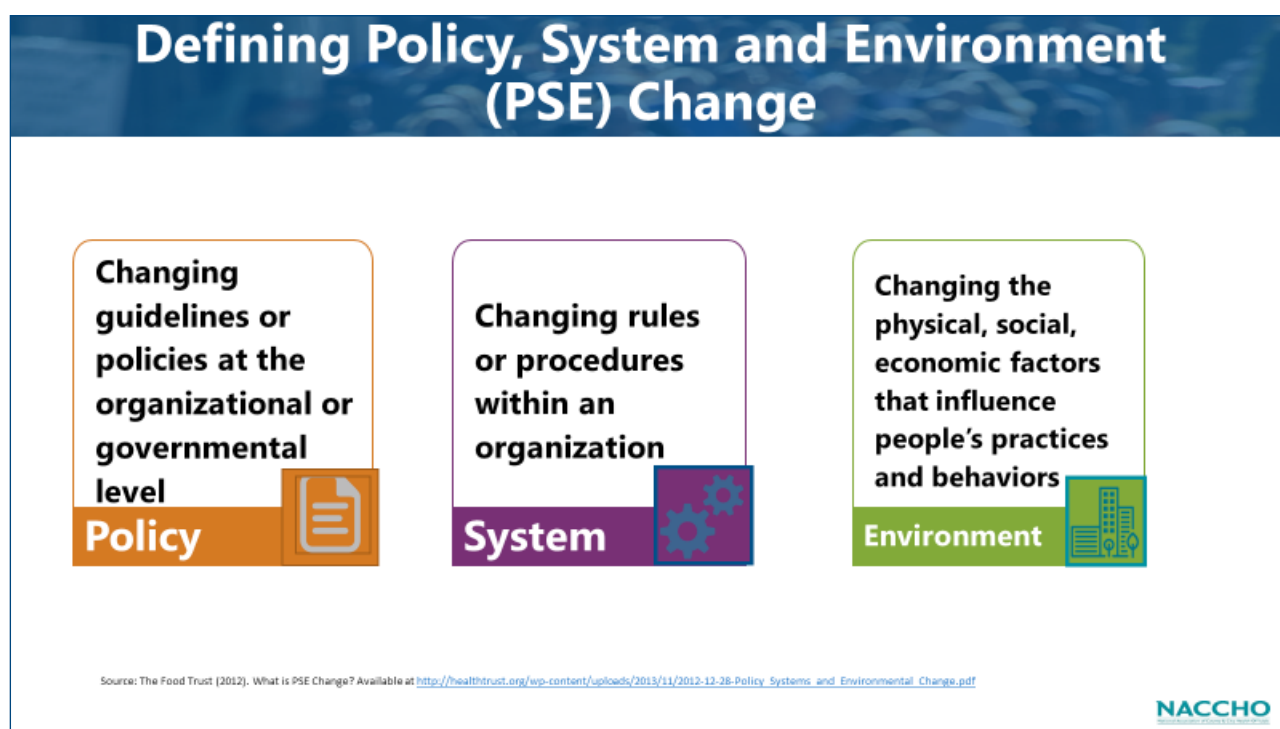 Defining Policy, System and Environment
(PSE) Change
Changing
guidelines or
policies at the
organizational or
governmental
level
Policy
Changing rules
or procedures
within an
organization
System
Changing the
physical, social,
economic factors
that influence
people's practices
and behaviors
Environment
Source: The Food Trust (2012). What is PSE Change? Available at http://healthtrust.org/wp-content/uploads/2013/11/2012-12-28-Policy_Systems_and_Environmental_Change.pdf
NACCHO